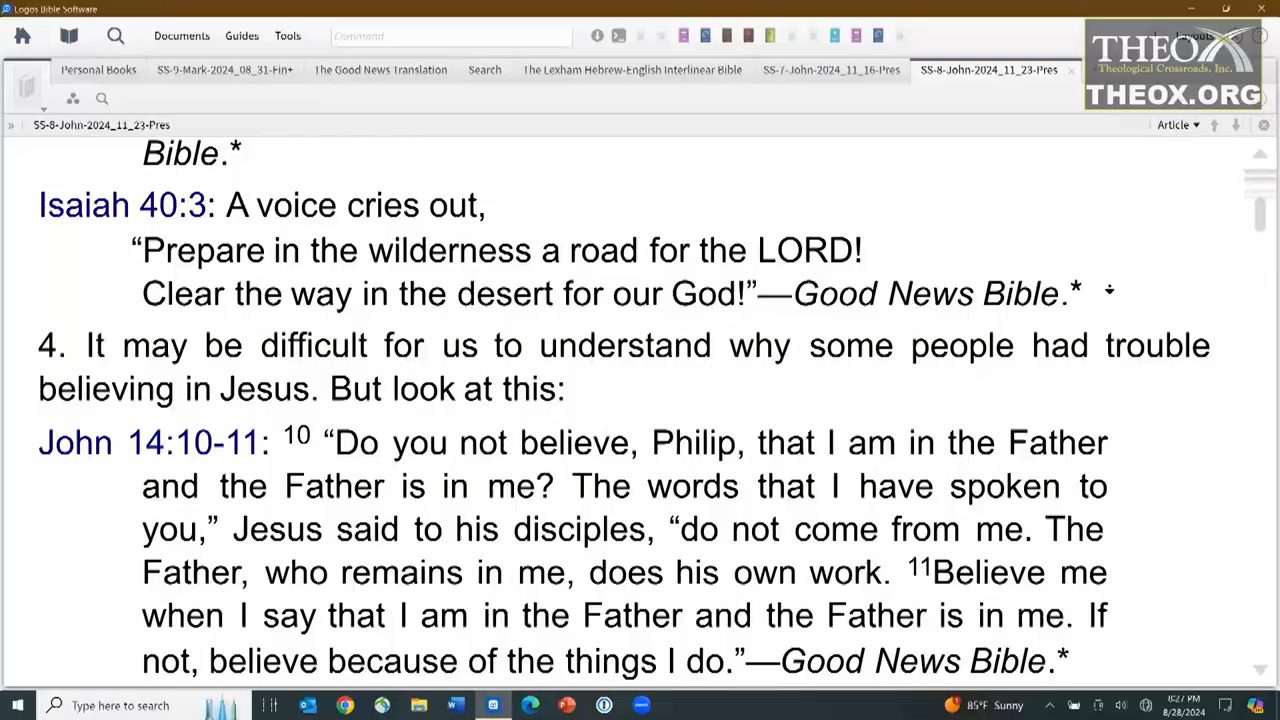 Logos Bible Software
Documents Guides Tools Command
THEOX
Theological Crossroads, Inc.
THEOX.ORG
Personal Books SS-9-Mark-2024_08_31-Fin+ The Good News Translation The Lexham Hebrew-English Interlinear Bible SS-7-John-2024_11_16-Pres SS-8-John-2024_11_23-Pres
» SS-8-John-2024_11_23-Pres Article
Bible.*
Isaiah 40:3: A voice cries out,
“Prepare in the wilderness a road for the LORD!
Clear the way in the desert for our God!”—Good News Bible.*
4. It may be difficult for us to understand why some people had trouble
believing in Jesus. But look at this:
John 14:10-11: 10 “Do you not believe, Philip, that I am in the Father
and the Father is in me? The words that I have spoken to
you,” Jesus said to his disciples, “do not come from me. The
Father, who remains in me, does his own work. 11Believe me
when I say that I am in the Father and the Father is in me. If
not, believe because of the things I do.”—Good News Bible.*
Type here to search
85°F Sunny
8:27 PM
8/28/2024